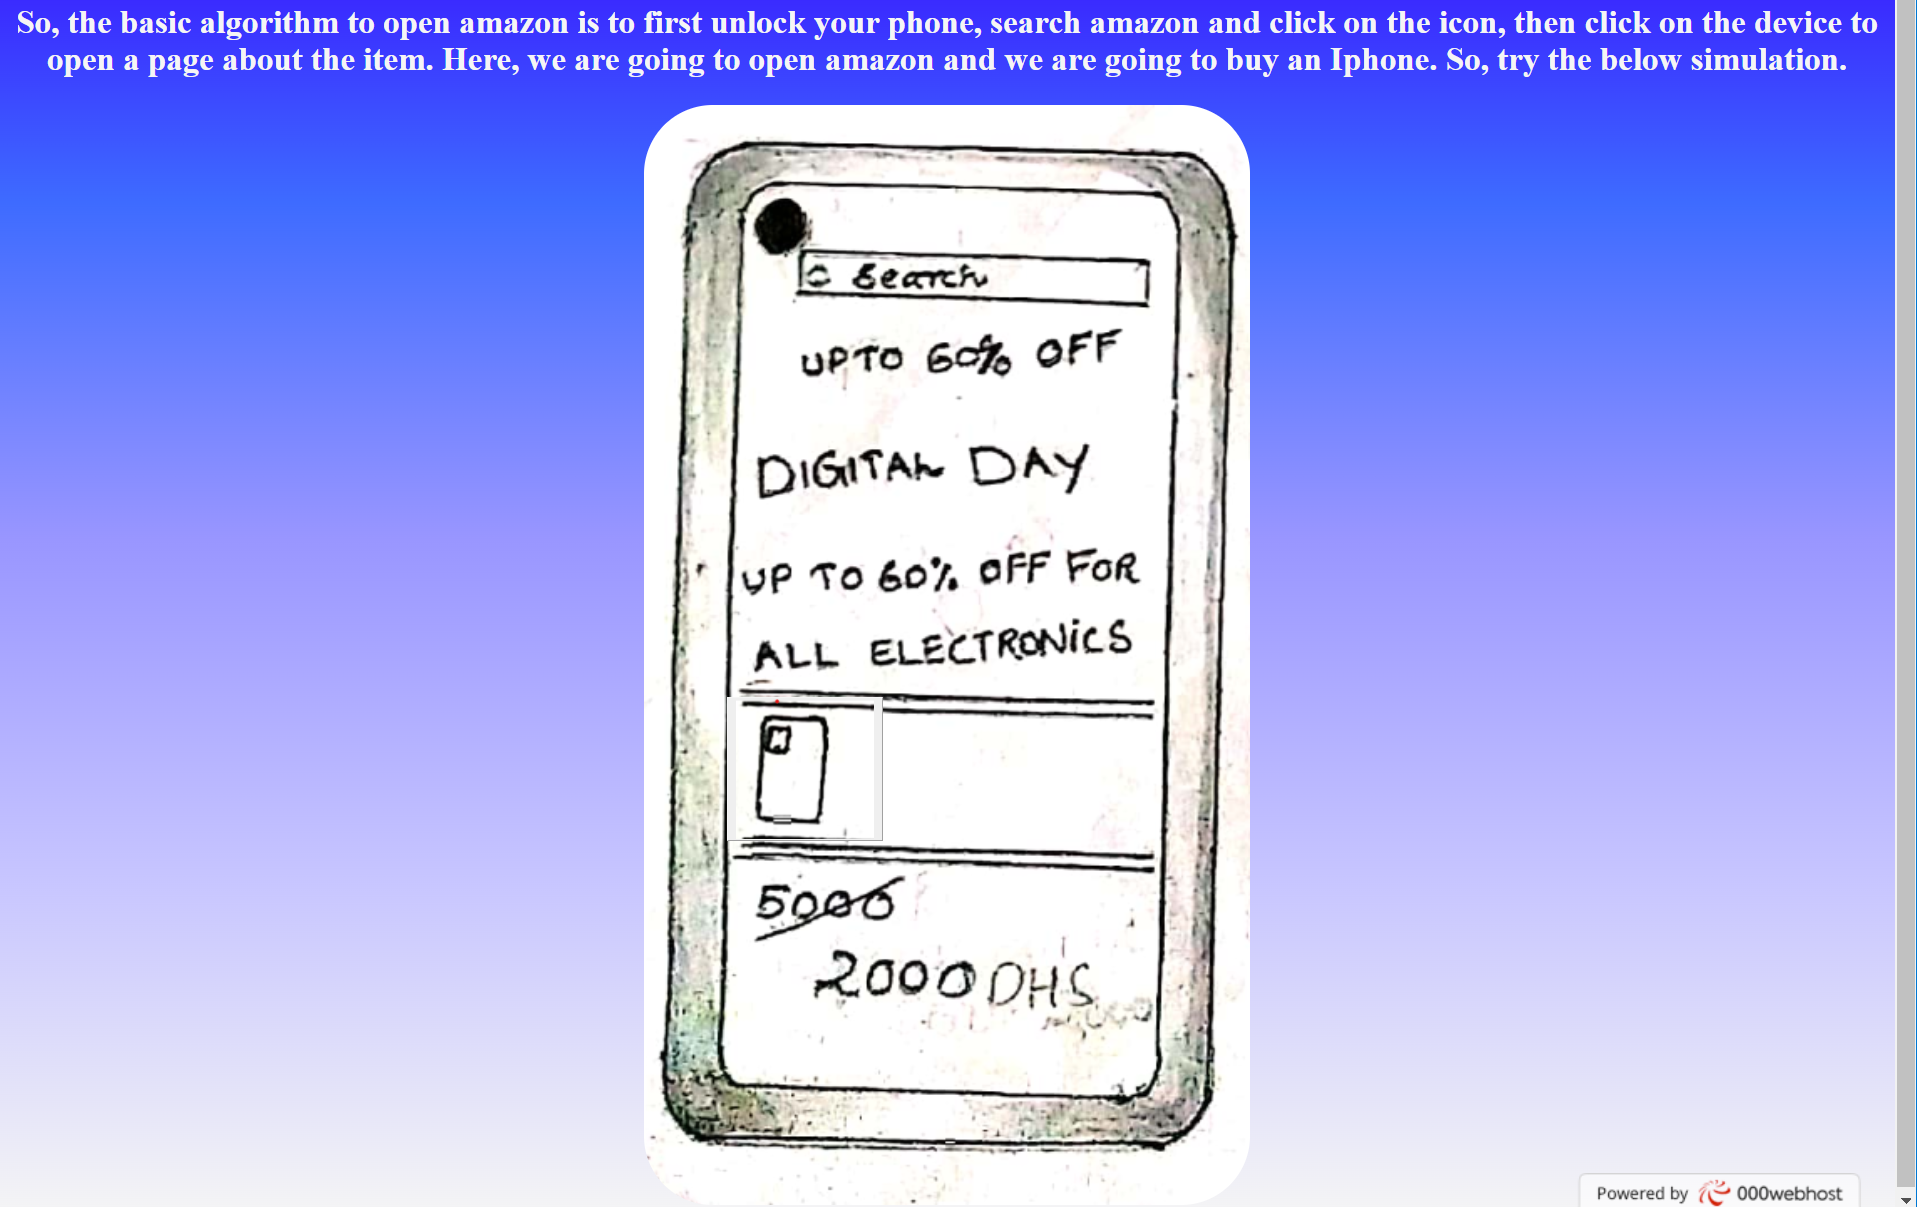 So, the basic algorithm to open amazon is to first unlock your phone, search amazon and click on the icon, then click on the device to
open a page about the item. Here, we are going to open amazon and we are going to buy an Iphone. So, try the below simulation.
Search
UPTO 60% OFF
DIGITAL DAY
UP TO 60% OFF FOR
ALL ELECTRONICS
5000
2000 DHS
Powered by 000webhost